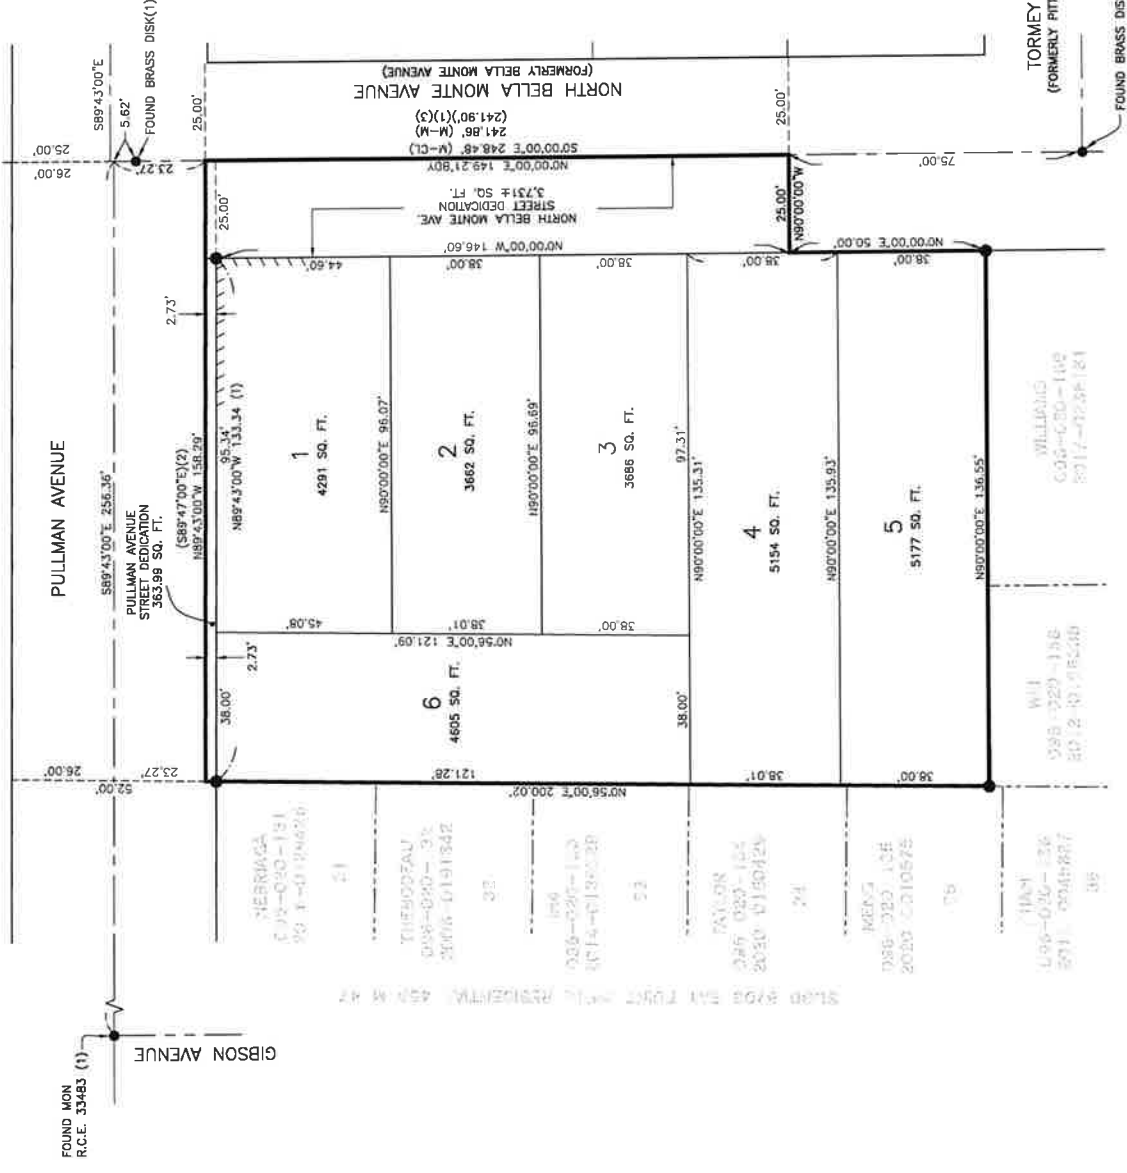 S89°43'00"E
5.62'
FOUND BRASS DISK(1)
25.00'
26.00'
23.27'
25.00'
25.00'
NORTH BELLA MONTE AVENUE
(FORMERLY BELLA MONTE AVENUE)
(241.90')(1)(3)
241.86' (M-M)
S0°00'00"E 248.48' (M-CL)
N0°00'00"E 149.21'BDY
NORTH BELLA MONTE AVE.
STREET DEDICATION
3,731± SQ. FT.
N0°00'00"W 146.60'
25.00'
25.00'
N90°00'00"W
75.00'
N0°00'00"E 50.00'
TORMEY
FOUND BRASS
PULLMAN AVENUE
S89°43'00"E 256.36'
PULLMAN AVENUE
STREET DEDICATION
363.99 SQ. FT.
(S89°47'00"E)(2)
N89°43'00"W 158.29'
95.34'
N89°43'00"W 133.34 (1)
2.73'
2.73'
38.00'
1
4291 SQ. FT.
44.60'
45.08'
N90°00'00"E 96.07'
2
3662 SQ. FT.
38.00'
38.01'
N90°00'00"E 96.69'
3
3686 SQ. FT.
38.00'
38.00'
97.31'
N0°56'00"E 121.09'
N90°00'00"E 135.31'
4
5154 SQ. FT.
38.00'
38.01'
N90°00'00"E 135.93'
5
5177 SQ. FT.
38.00'
38.00'
N90°00'00"E 136.55'
6
4605 SQ. FT.
121.28'
38.00'
N0°56'00"E 200.02'
26.00'
23.27'
52.00'
WILLIAMS
TAYLOR
MENG
GIBSON AVENUE
FOUND MON
R.C.E. 33483 (1)